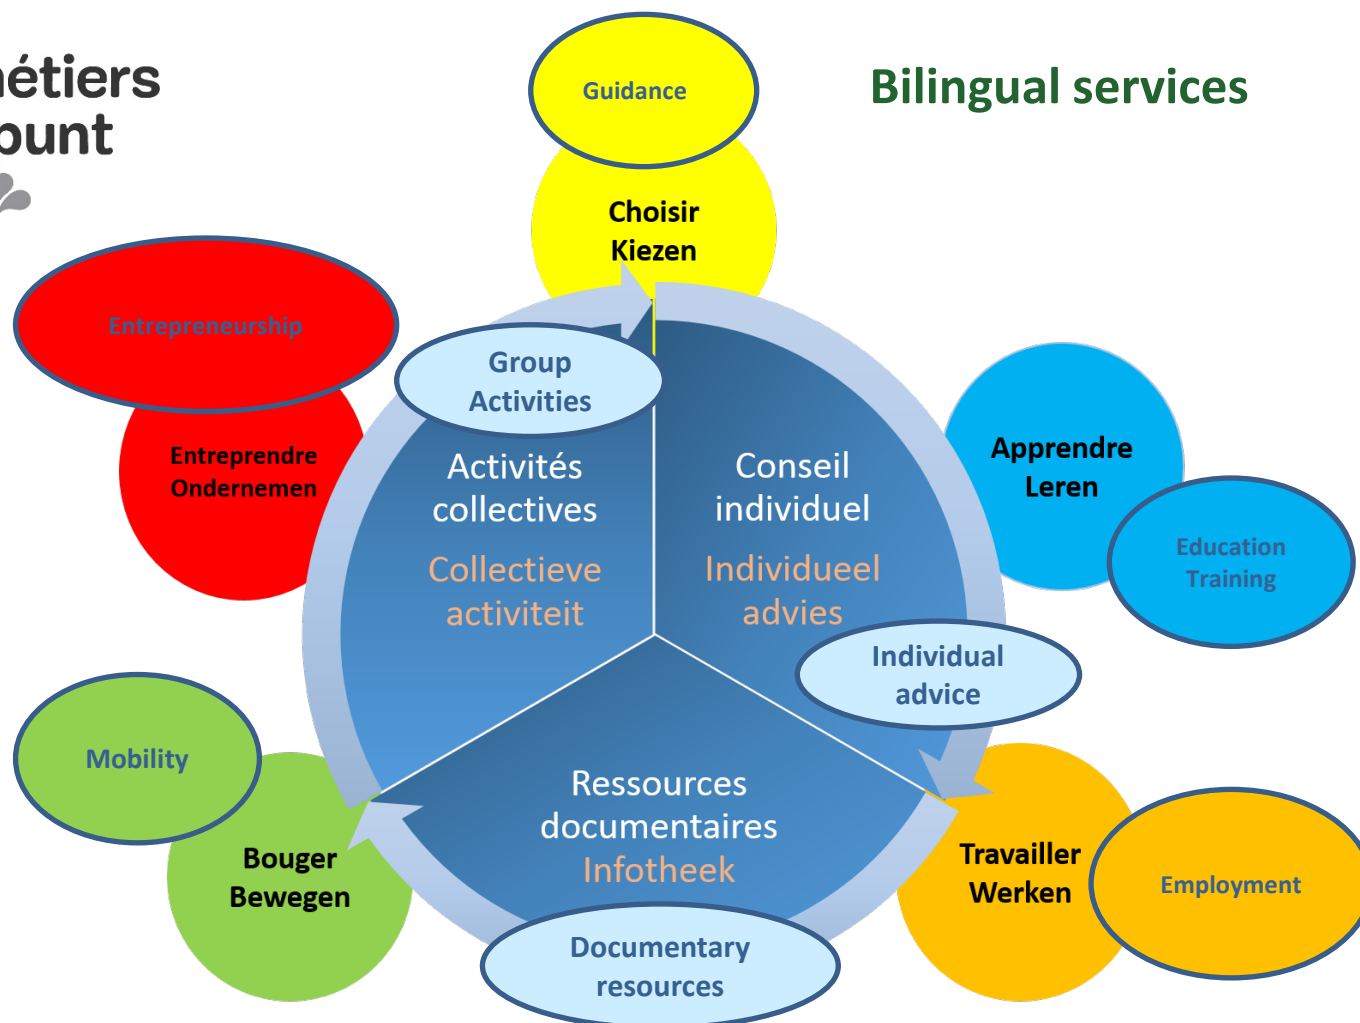 étiers
punt
Bilingual services
Guidance
Choisir
Kiezen
Entrepreneurship
Entreprendre
Ondernemen
Group
Activities
Activités
collectives
Collectieve
activiteit
Conseil
individuel
Individueel
advies
Apprendre
Leren
Education
Training
Individual
advice
Mobility
Bouger
Bewegen
Ressources
documentaires
Infotheek
Documentary
resources
Travailler
Werken
Employment